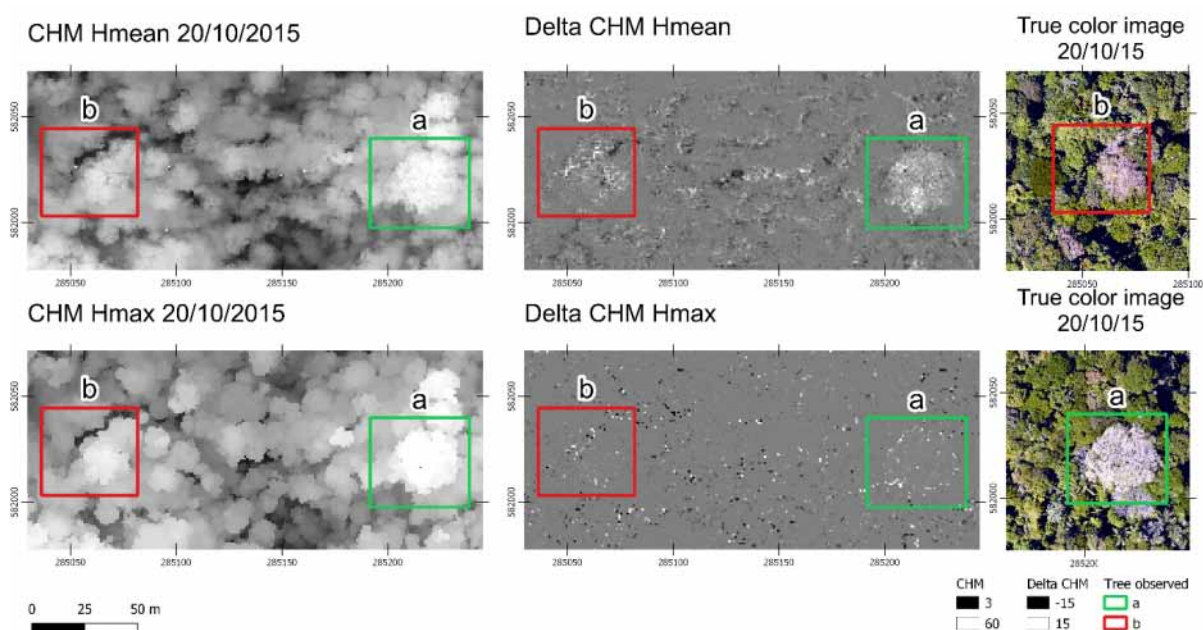 CHM Hmean 20/10/2015
Delta CHM Hmean
True color image
20/10/15
b
a
b
a
b
582050
582000
582050
582000
582050
582000
285050
285100
285150
285200
285050
285100
285150
285200
285050
285100
CHM Hmax 20/10/2015
Delta CHM Hmax
True color image
20/10/15
b
a
b
a
a
582050
582000
582050
582000
582050
582000
285050
285100
285150
285200
285050
285100
285150
285200
0 25 50 m
CHM
3
60
Delta CHM
-15
15
Tree observed
a
b